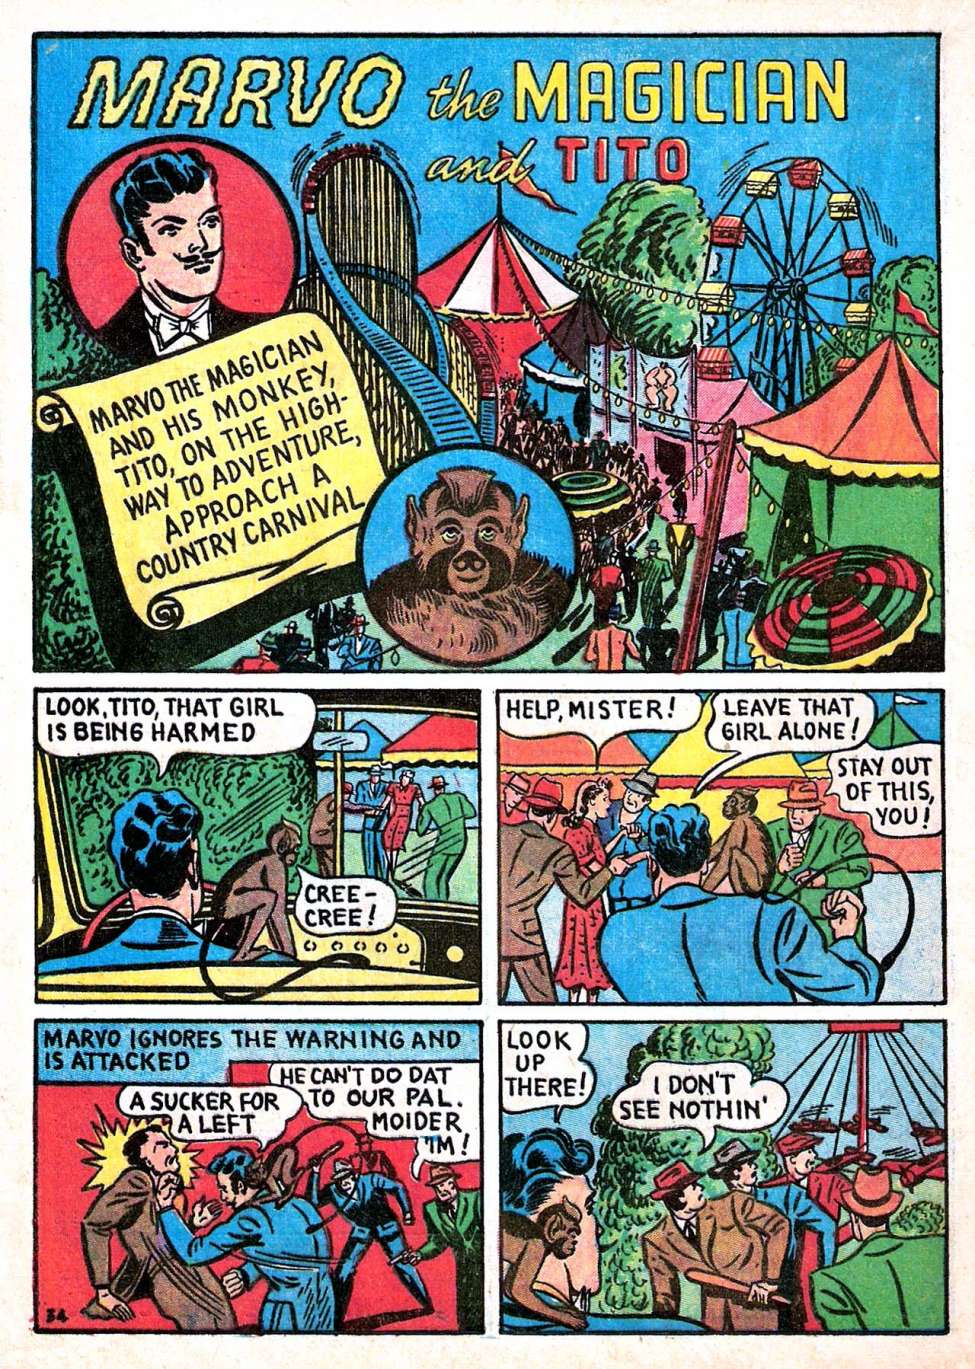 MARVO the MAGICIAN
and TITO
MARVO THE MAGICIAN
AND HIS MONKEY,
TITO, ON THE HIGH-
WAY TO ADVENTURE,
APPROACH A
COUNTRY CARNIVAL
LOOK, TITO, THAT GIRL
IS BEING HARMED
CREE-
CREE!
HELP, MISTER!
LEAVE THAT
GIRL ALONE!
STAY OUT
OF THIS,
YOU!
MARVO IGNORES THE WARNING AND
IS ATTACKED
A SUCKER FOR
A LEFT
HE CAN'T DO DAT
TO OUR PAL.
MOIDER
'IM!
34
LOOK
UP
THERE!
I DON'T
SEE NOTHIN'